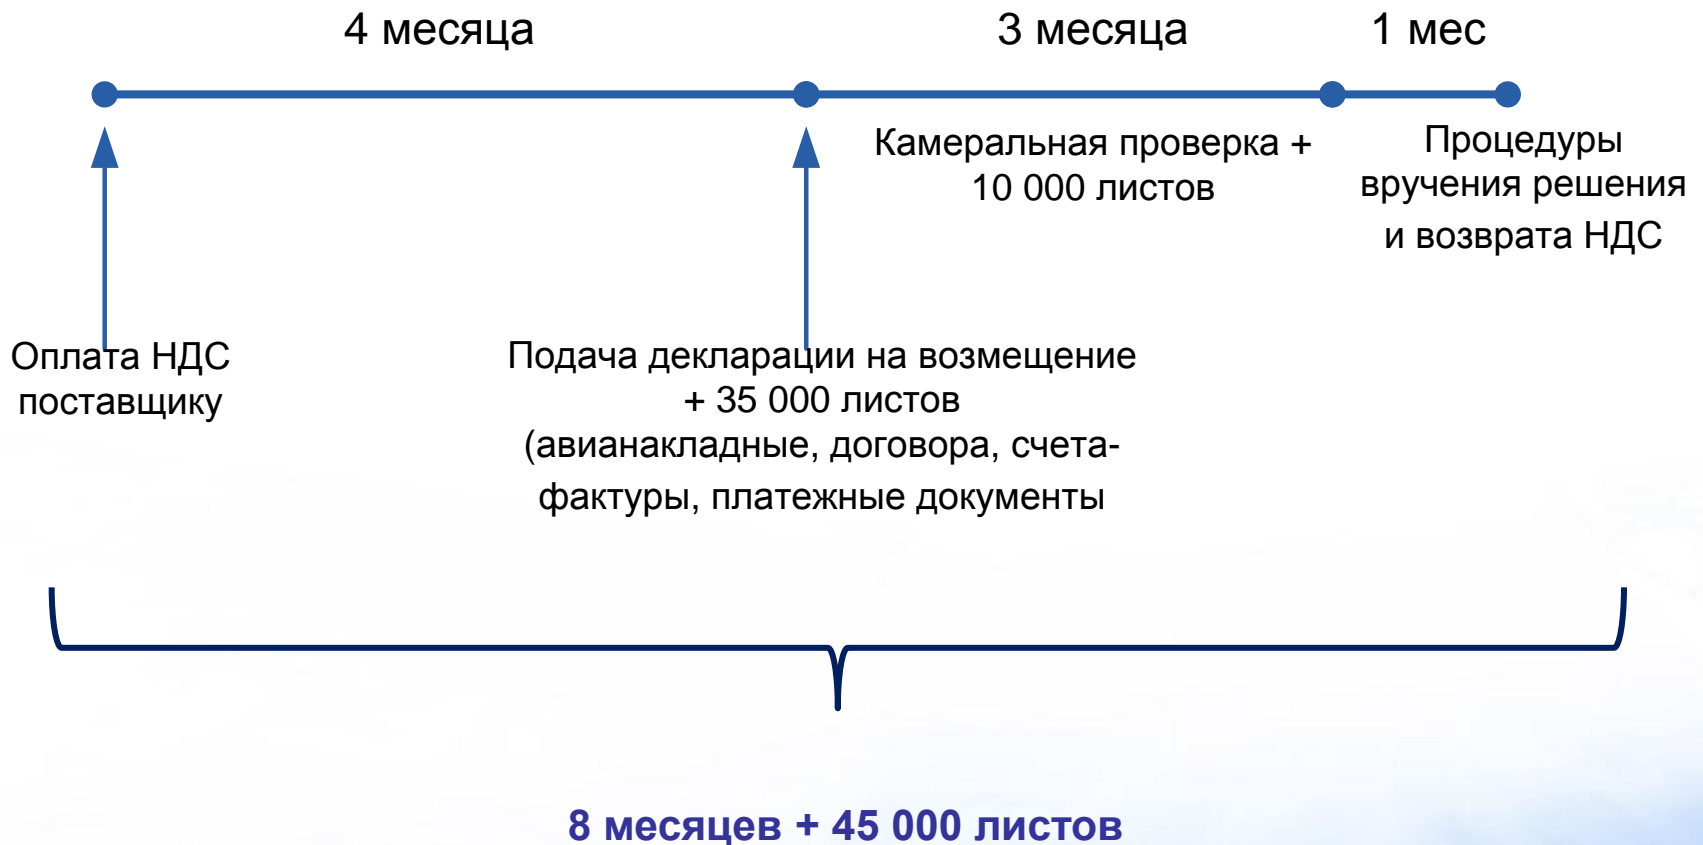 4 месяца
3 месяца
1 мес
Камеральная проверка +
10 000 листов
Процедуры
вручения решения
и возврата НДС
Оплата НДС
поставщику
Подача декларации на возмещение
+ 35 000 листов
(авианакладные, договора, счета-
фактуры, платежные документы
8 месяцев + 45 000 листов